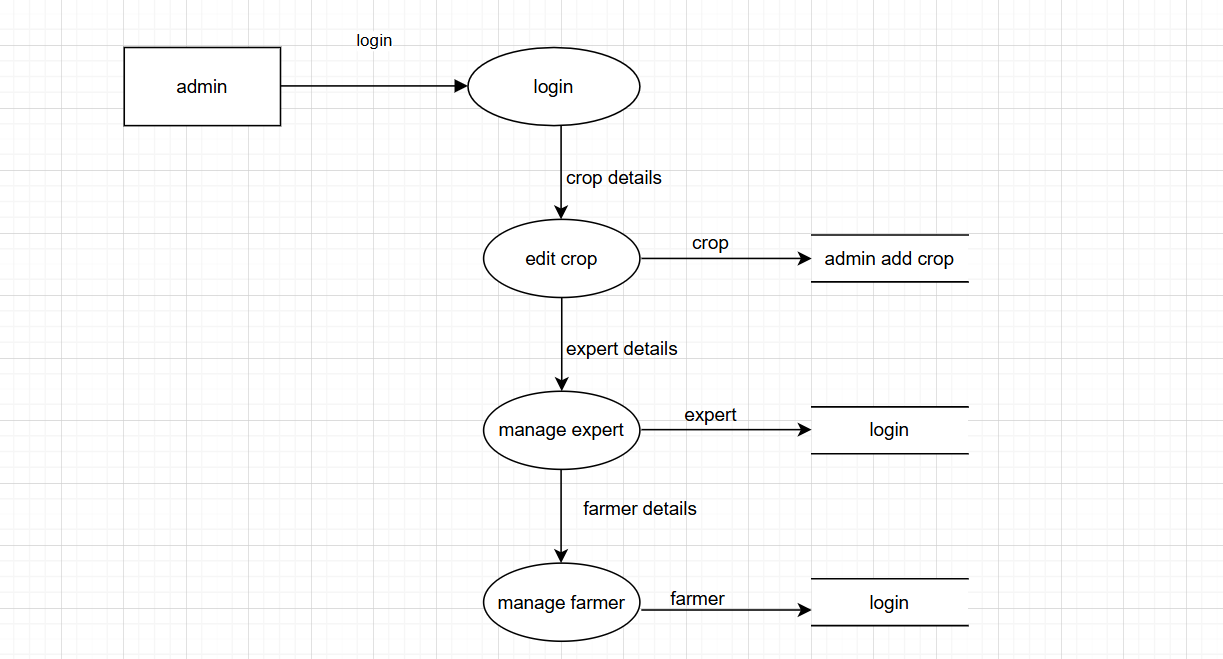 login
admin
login
crop details
crop
edit crop
admin add crop
expert details
expert
manage expert
login
farmer details
farmer
manage farmer
login